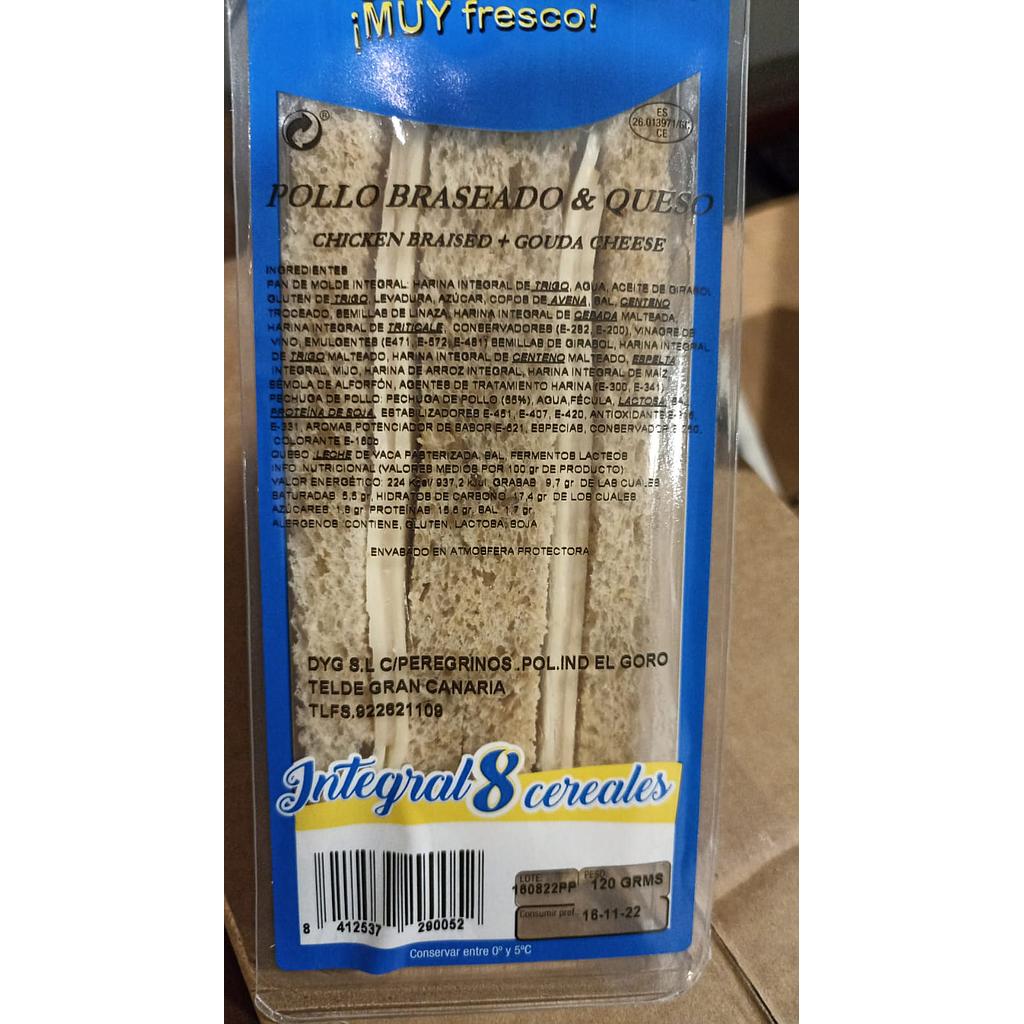 ¡MUY fresco!
®
ES
26.013971/
CE
POLLO BRASEADO & QUESO
CHICKEN BRAISED + GOUDA CHEESE
INGREDIENTES
PAN DE MOLDE INTEGRAL: HARINA INTEGRAL DE TRIGO, AGUA, ACEITE DE GIRASOL
GLUTEN DE TRIGO, LEVADURA, AZÚCAR, COPOS DE AVENA, SAL, CENTENO
TROCEADO, SEMILLAS DE LINAZA, HARINA INTEGRAL DE CEBADA MALTEADA,
HARINA INTEGRAL DE TRITICALE, CONSERVADORES (E-282, E-200), VINAGRE DE
VINO, EMULGENTES (E471, E-572, E-481) SEMILLAS DE GIRASOL, HARINA INTEGRAL
DE TRIGO MALTEADO, HARINA INTEGRAL DE CENTENO MALTEADO, ESPELTA
INTEGRAL, MIJO, HARINA DE ARROZ INTEGRAL, HARINA INTEGRAL DE MAÍZ
SÉMOLA DE ALFORFÓN, AGENTES DE TRATAMIENTO HARINA (E-300, E-341)
PECHUGA DE POLLO: PECHUGA DE POLLO (55%), AGUA, FÉCULA, LACTOSA,
PROTEÍNA DE SOJA, ESTABILIZADORES E-451, E-407, E-420, ANTIOXIDANTE
E-331, AROMAS, POTENCIADOR DE SABOR E-621, ESPECIAS, CONSERVADOR
COLORANTE E-160b
QUESO: LECHE DE VACA PASTERIZADA, SAL, FERMENTOS LACTEOS
INFO NUTRICIONAL (VALORES MEDIOS POR 100 gr DE PRODUCTO)
VALOR ENERGÉTICO: 224 Kcal/ 937,2 kJul, GRASAS 9,7 gr DE LAS CUALES
SATURADAS 5,5 gr, HIDRATOS DE CARBONO 17,4 gr DE LOS CUALES
AZÚCARES 1,8 gr PROTEÍNAS 15,6 gr, SAL 1,7 gr.
ALERGENOS: CONTIENE, GLUTEN, LACTOSA, SOJA
ENVASADO EN ATMOSFERA PROTECTORA
DYG S.L C/PEREGRINOS .POL.IND EL GORO
TELDE GRAN CANARIA
TLFS.922621109
Integral 8 cereales
LOTE: 160822PP
PESO 120 GRMS
Consumir pref. 16-11-22
8 412537 290052
Conservar entre 0º y 5ºC